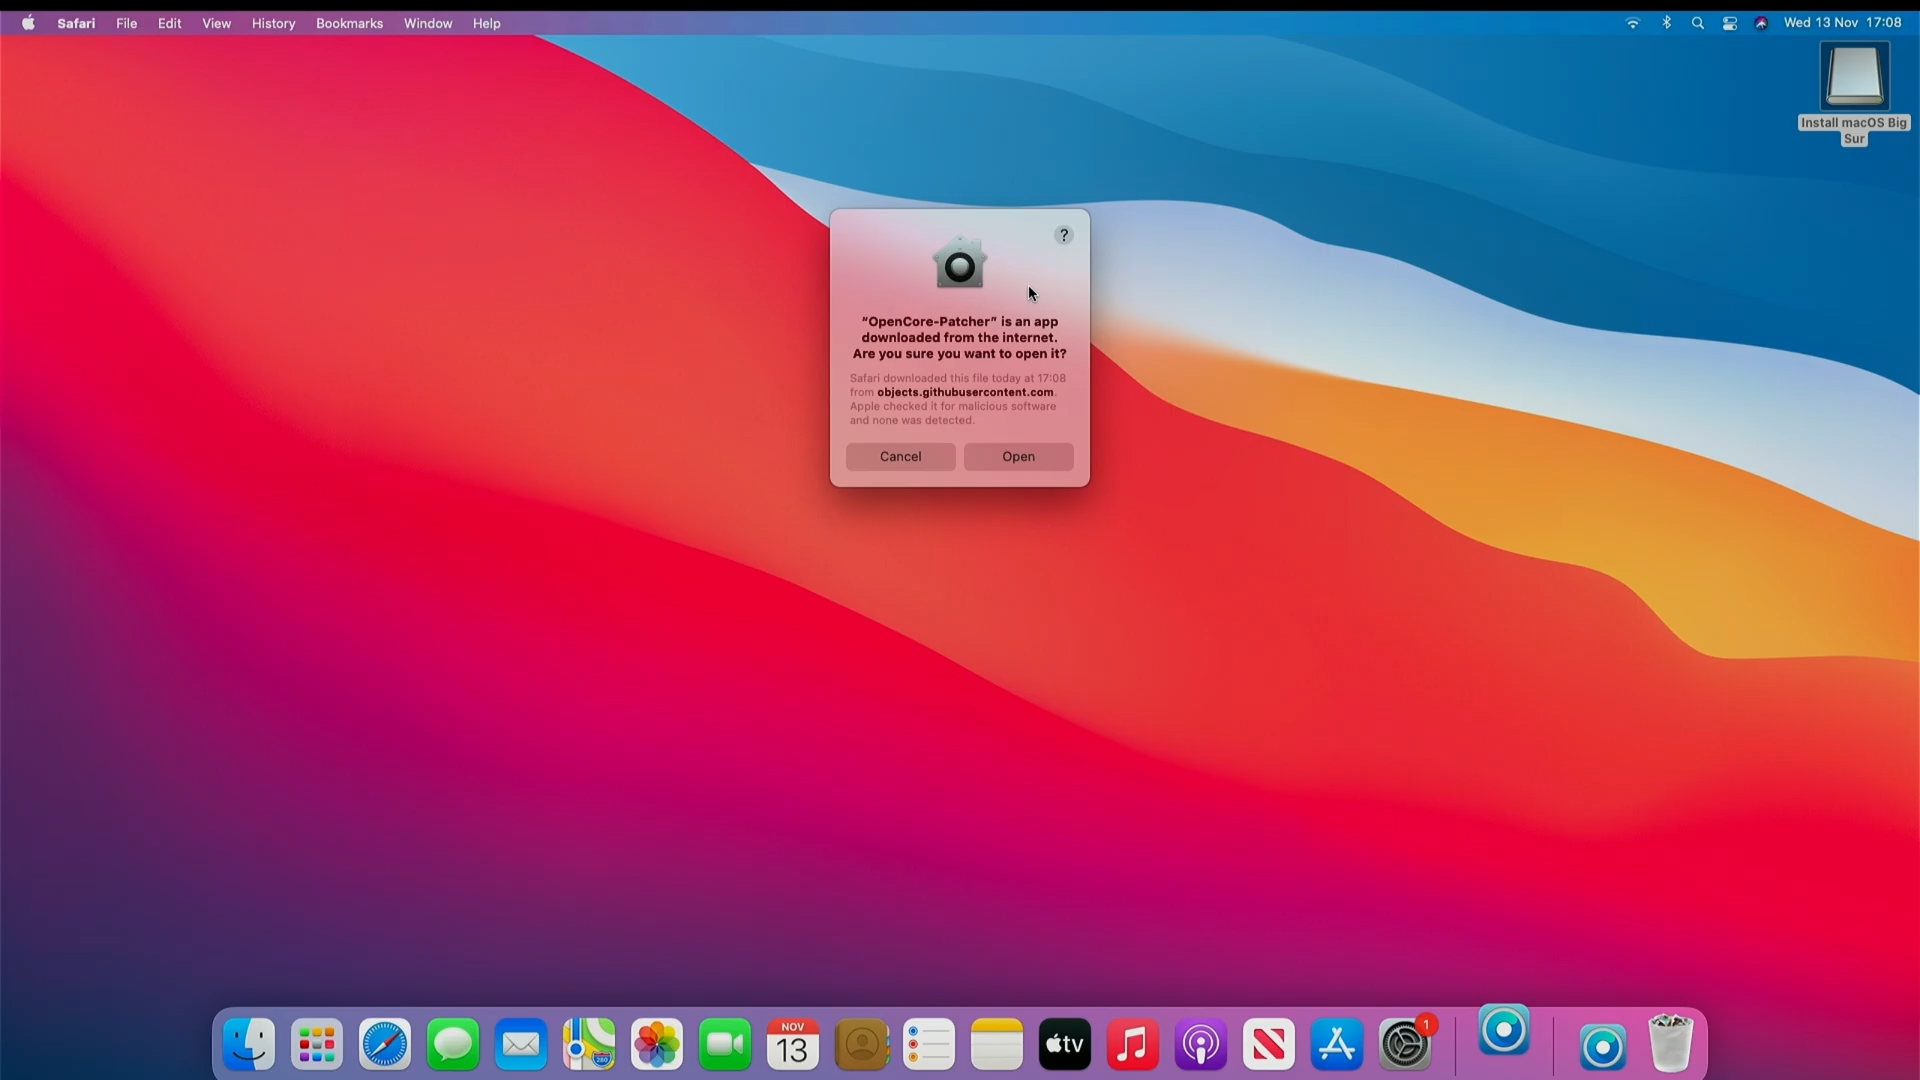 Safari File Edit View History Bookmarks Window Help Wed 13 Nov 17:08
Install macOS Big
Sur
?
“OpenCore-Patcher” is an app
downloaded from the internet.
Are you sure you want to open it?
Safari downloaded this file today at 17:08
from objects.githubusercontent.com.
Apple checked it for malicious software
and none was detected.
Cancel Open
NOV
13
280
tv
1